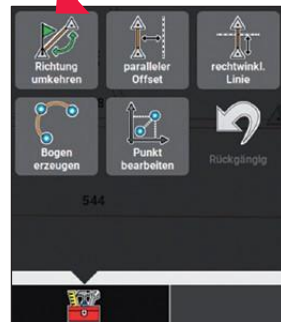 Richtung
umkehren
paralleler
Offset
rechtwinkl.
Linie
Bogen
erzeugen
Punkt
bearbeiten
Rückgängig
544